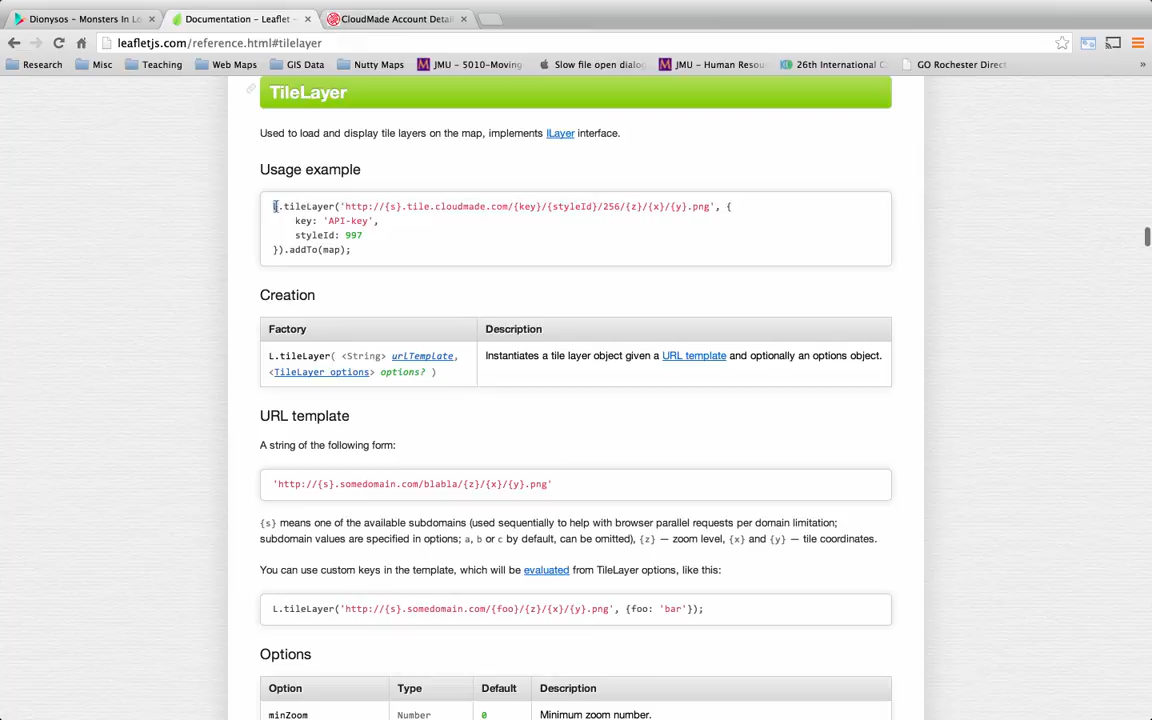 Dionysos – Monsters In Lo
Documentation – Leaflet –
CloudMade Account Detail
leafletjs.com/reference.html#tilelayer
Research
Misc
Teaching
Web Maps
GIS Data
Nutty Maps
JMU - 5010-Moving
Slow file open dialog
JMU - Human Resou
26th International C
GO Rochester Direct
»
TileLayer
Used to load and display tile layers on the map, implements ILayer interface.
Usage example
L.tileLayer('http://{s}.tile.cloudmade.com/{key}/{styleId}/256/{z}/{x}/{y}.png', {
key: 'API-key',
styleId: 997
}).addTo(map);
Creation
Factory Description
L.tileLayer( <String> urlTemplate,
<TileLayer options> options? )
Instantiates a tile layer object given a URL template and optionally an options object.
URL template
A string of the following form:
'http://{s}.somedomain.com/blabla/{z}/{x}/{y}.png'
{s} means one of the available subdomains (used sequentially to help with browser parallel requests per domain limitation;
subdomain values are specified in options; a, b or c by default, can be omitted), {z} — zoom level, {x} and {y} — tile coordinates.
You can use custom keys in the template, which will be evaluated from TileLayer options, like this:
L.tileLayer('http://{s}.somedomain.com/{foo}/{z}/{x}/{y}.png', {foo: 'bar'});
Options
Option Type Default Description
minZoom Number 0 Minimum zoom number.